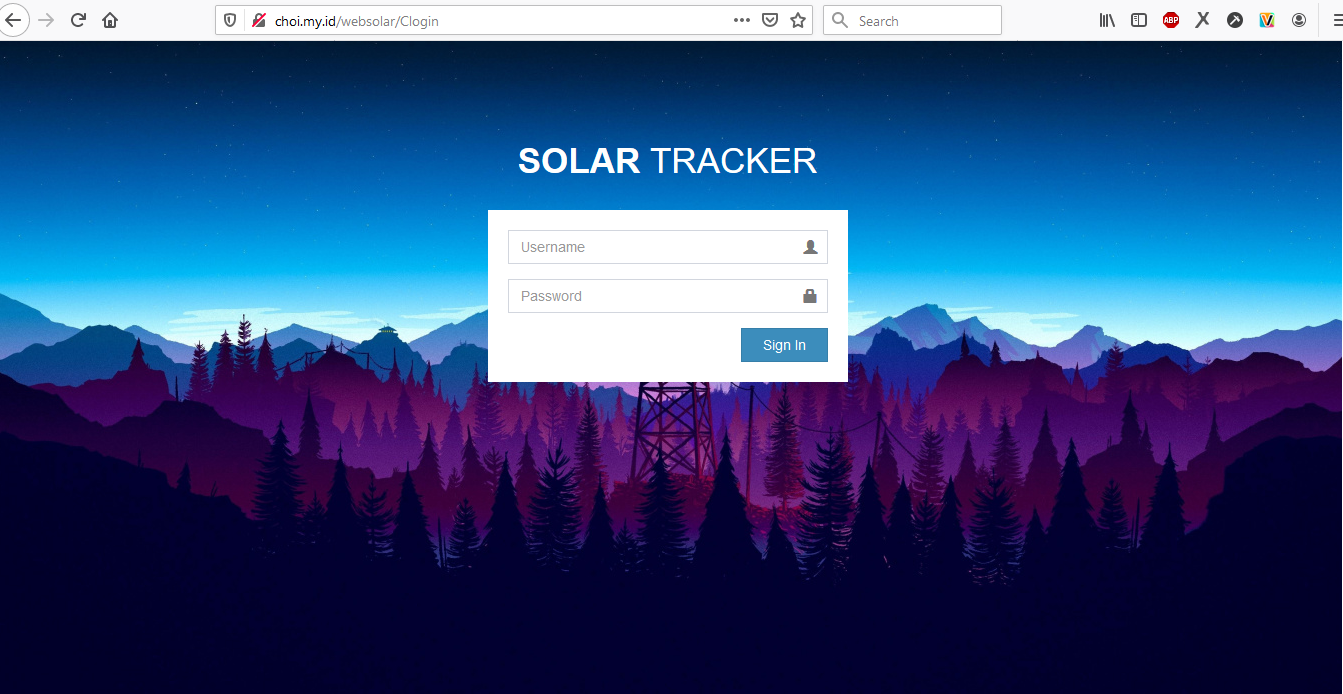 choi.my.id/websolar/Clogin
Search
ABP
SOLAR TRACKER
Username
Password
Sign In